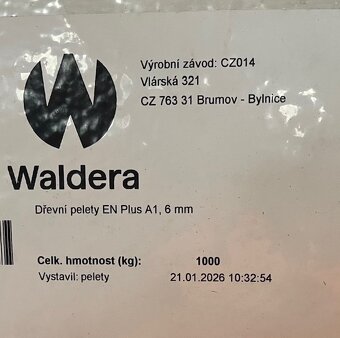 Výrobní závod: CZ014
Vlárská 321
CZ 763 31 Brumov - Bylnice
Waldera
Dřevní pelety EN Plus A1, 6 mm
Celk. hmotnost (kg): 1000
Vystavil: pelety 21.01.2026 10:32:54